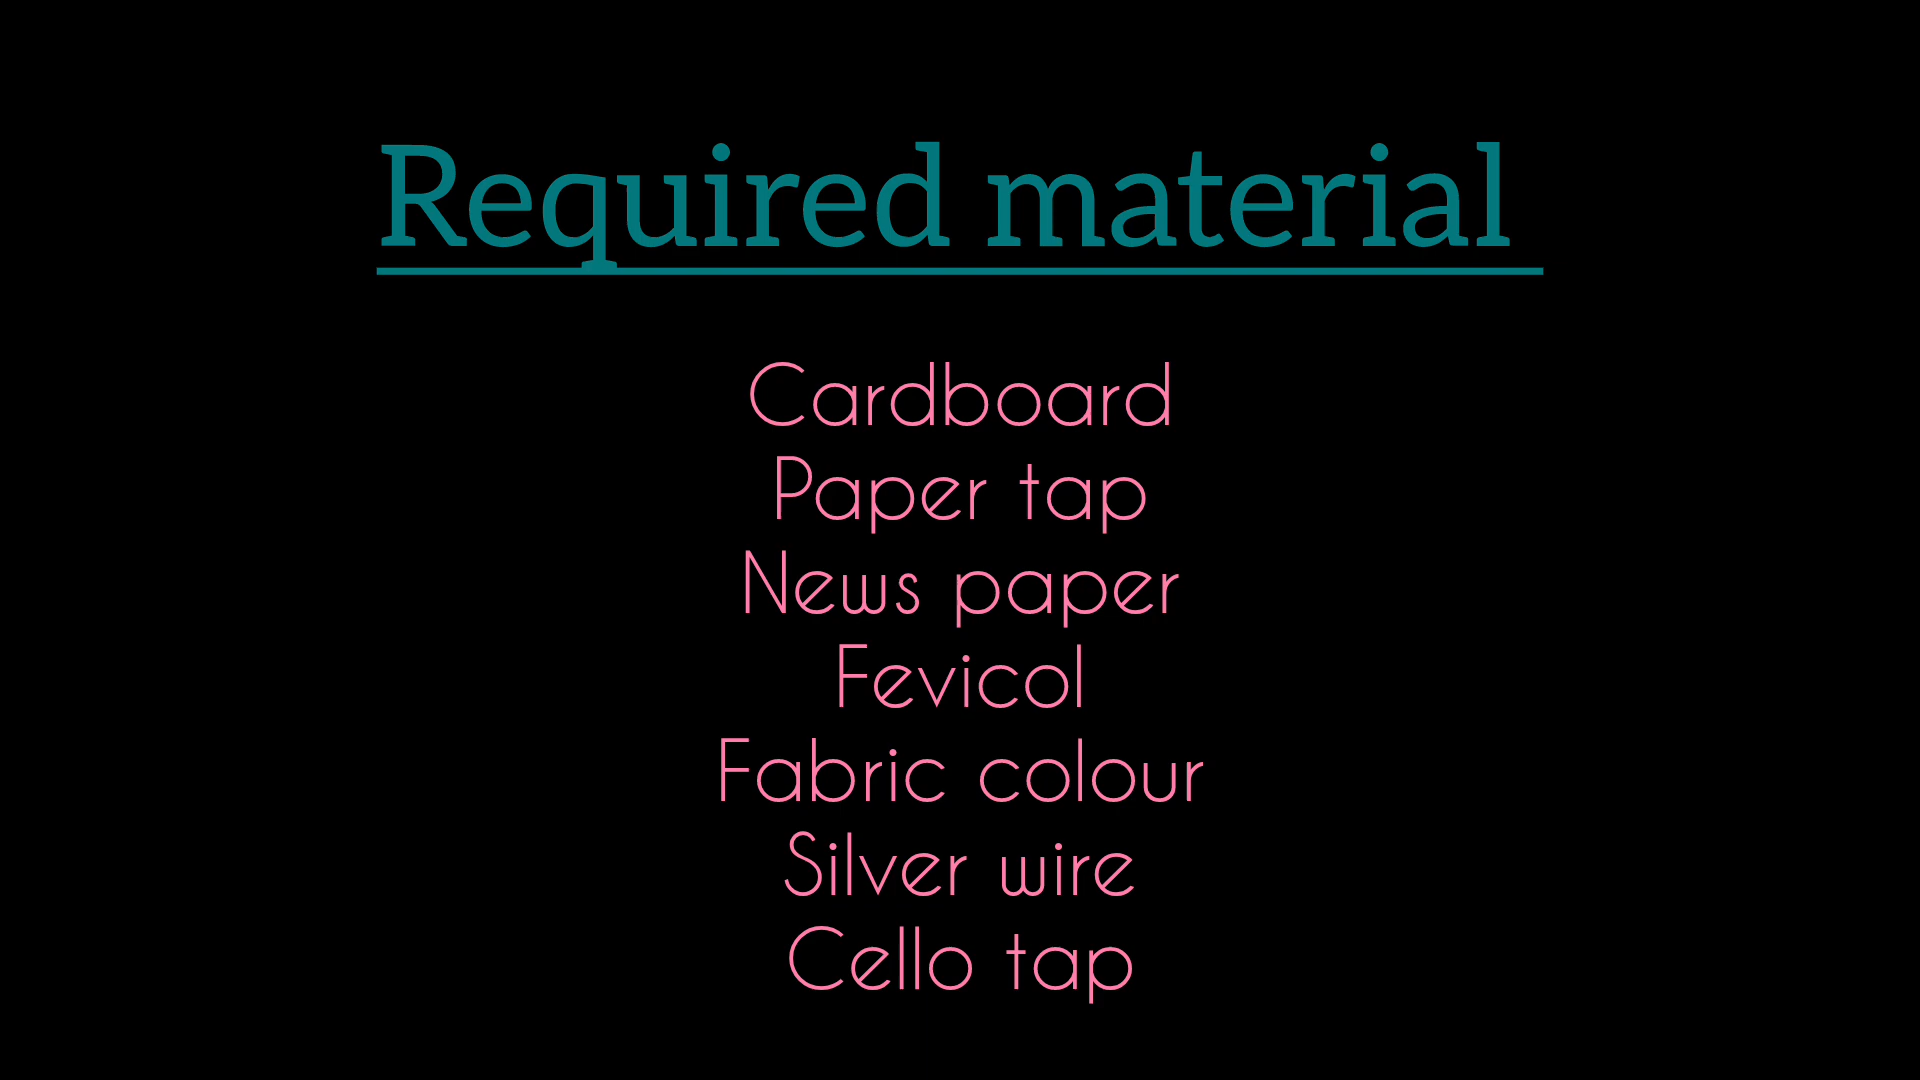 Required material
Cardboard
Paper tap
News paper
Fevicol
Fabric colour
Silver wire
Cello tap